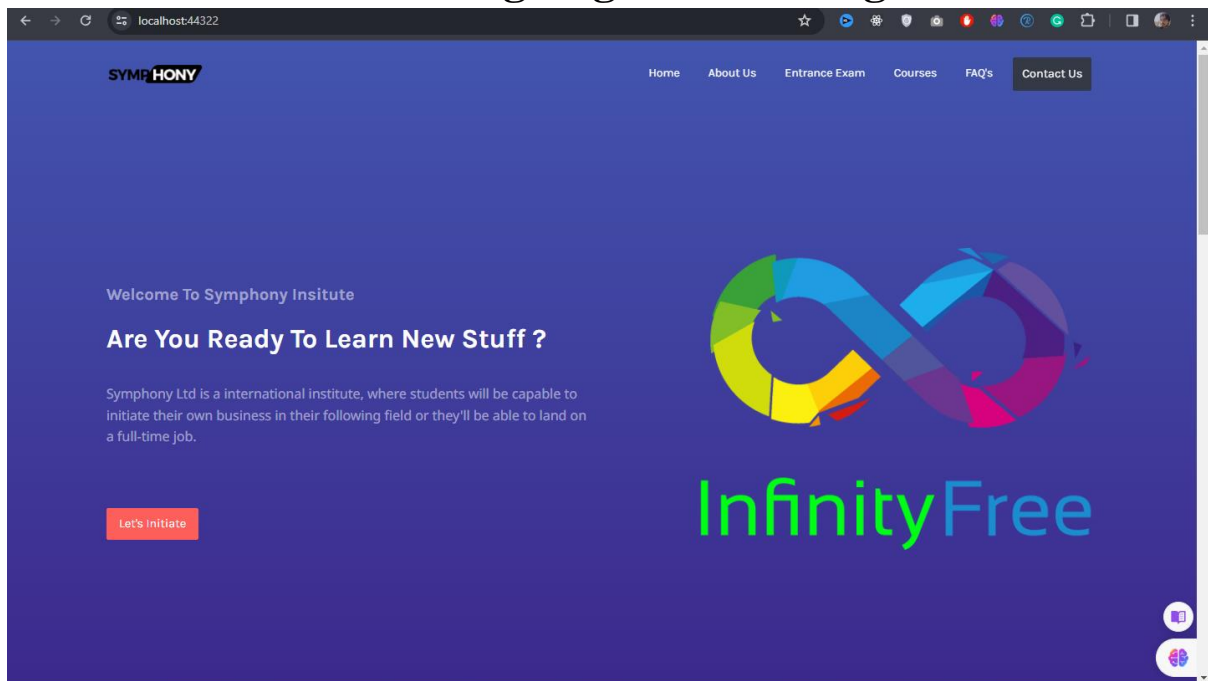 localhost:44322
SYMPHONY
Home About Us Entrance Exam Courses FAQ's Contact Us
Welcome To Symphony Insitute
Are You Ready To Learn New Stuff ?
Symphony Ltd is a international institute, where students will be capable to
initiate their own business in their following field or they'll be able to land on
a full-time job.
Let's Initiate
InfinityFree